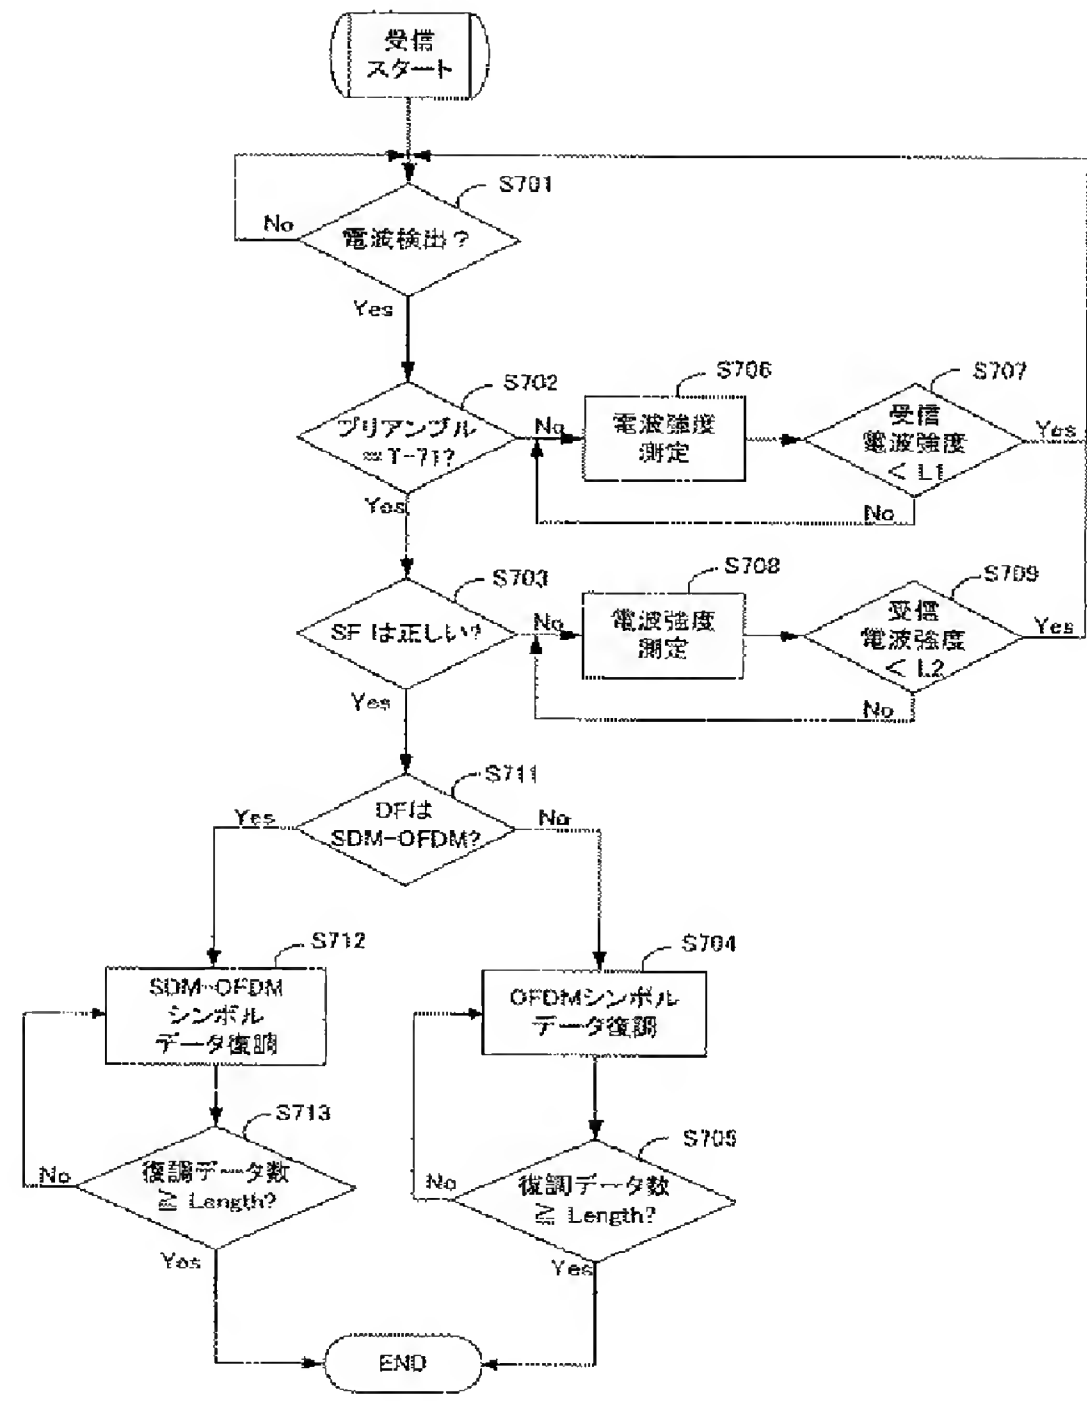 受信
スタート
S701
No
電波検出？
Yes
S702
プリアンブル
= T-71?
No
Yes
S706
電波強度
測定
S707
受信
電波強度
< L1
Yes
No
S703
SF は正しい?
No
Yes
S708
電波強度
測定
S709
受信
電波強度
< L2
Yes
No
S711
DFは
SDM-OFDM?
Yes
No
S712
SDM-OFDM
シンボル
データ復調
S704
OFDMシンボル
データ復調
S713
復調データ数
≧ Length?
No
Yes
S705
復調データ数
≧ Length?
No
Yes
END